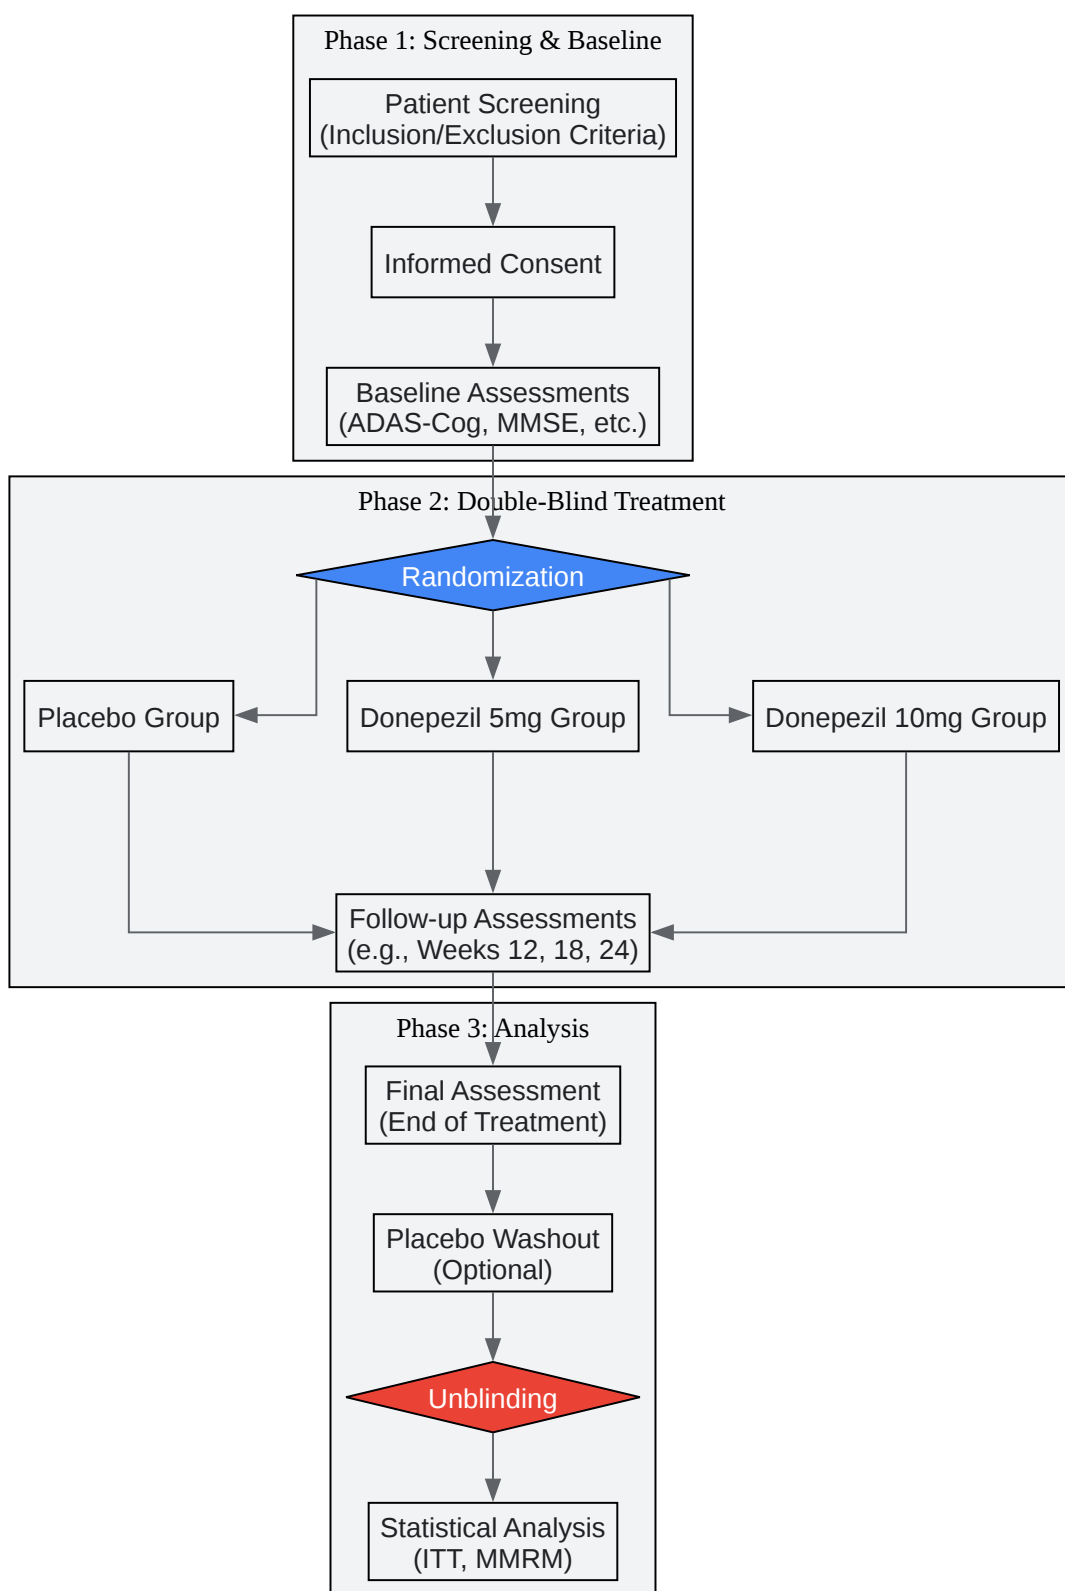 Phase 1: Screening & Baseline
Patient Screening
(Inclusion/Exclusion Criteria)
Informed Consent
Baseline Assessments
(ADAS-Cog, MMSE, etc.)
Phase 2: Double-Blind Treatment
Randomization
Placebo Group
Donepezil 5mg Group
Donepezil 10mg Group
Follow-up Assessments
(e.g., Weeks 12, 18, 24)
Phase 3: Analysis
Final Assessment
(End of Treatment)
Placebo Washout
(Optional)
Unblinding
Statistical Analysis
(ITT, MMRM)